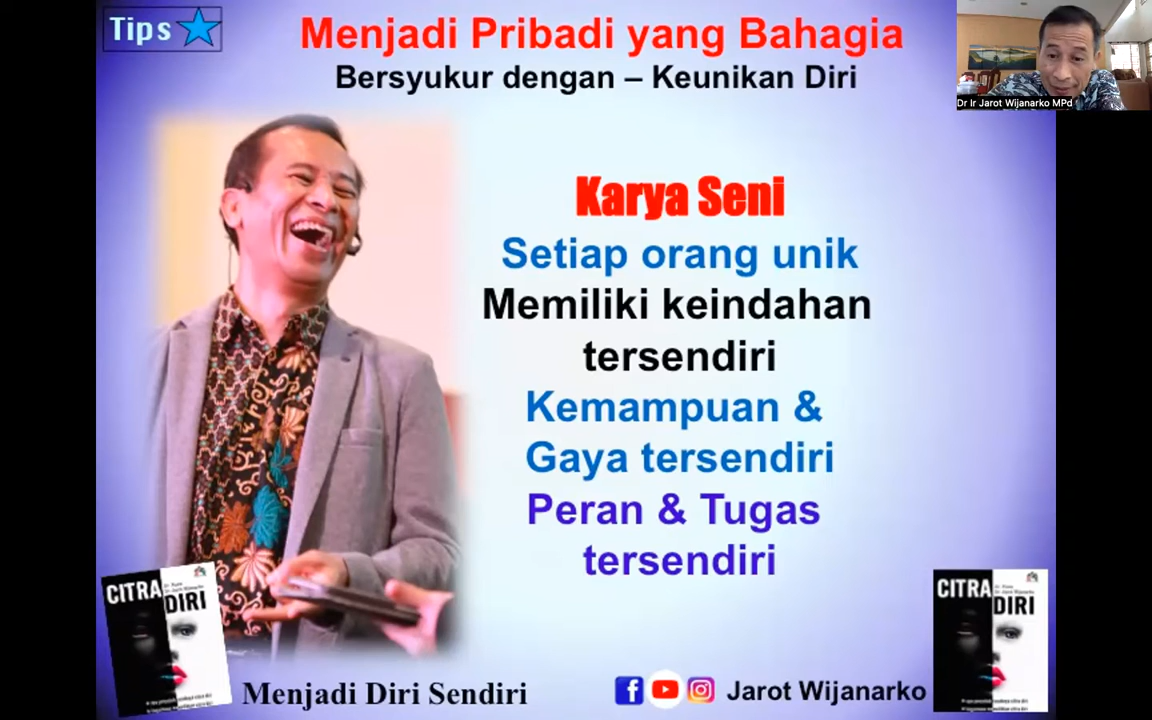 Tips
Menjadi Pribadi yang Bahagia
Bersyukur dengan – Keunikan Diri
Dr Ir Jarot Wijanarko MPd
Karya Seni
Setiap orang unik
Memiliki keindahan
tersendiri
Kemampuan &
Gaya tersendiri
Peran & Tugas
tersendiri
CITRA
DIRI
Menjadi Diri Sendiri
Jarot Wijanarko
CITRA
DIRI